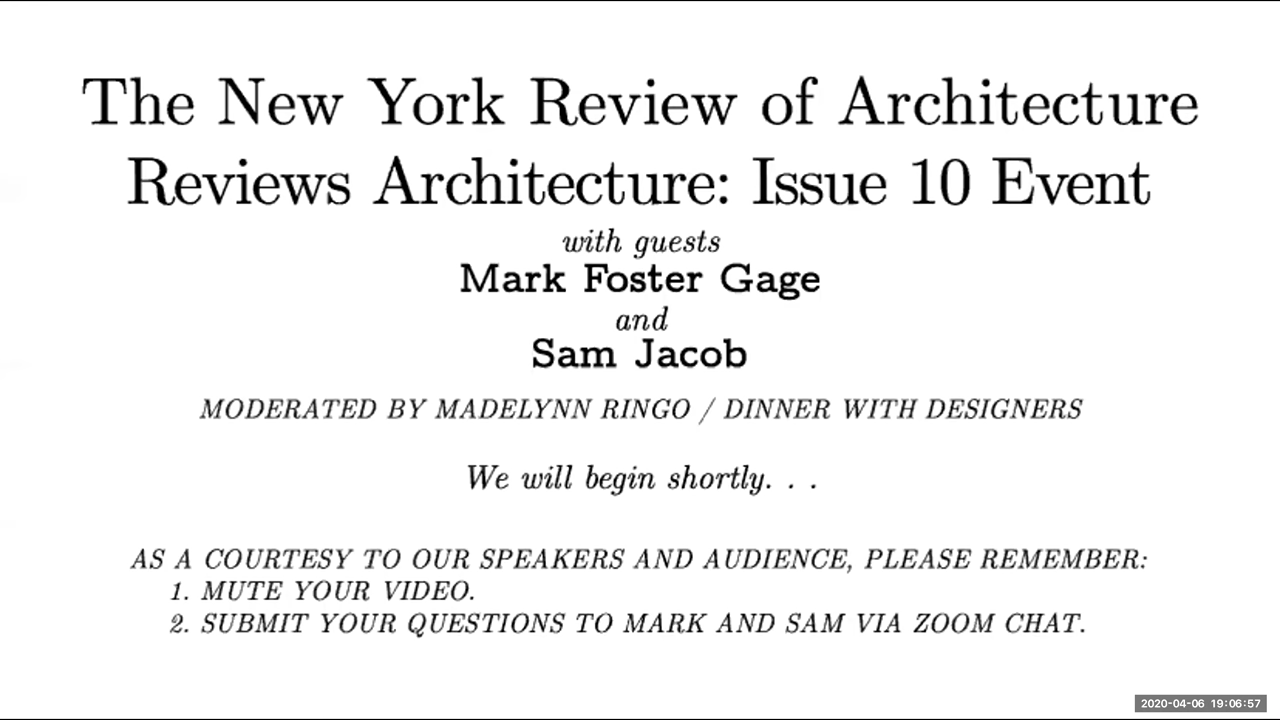 The New York Review of Architecture
Reviews Architecture: Issue 10 Event
with guests
Mark Foster Gage
and
Sam Jacob
MODERATED BY MADELYNN RINGO / DINNER WITH DESIGNERS
We will begin shortly. . .
AS A COURTESY TO OUR SPEAKERS AND AUDIENCE, PLEASE REMEMBER:
1. MUTE YOUR VIDEO.
2. SUBMIT YOUR QUESTIONS TO MARK AND SAM VIA ZOOM CHAT.
2020-04-06 19:06:57